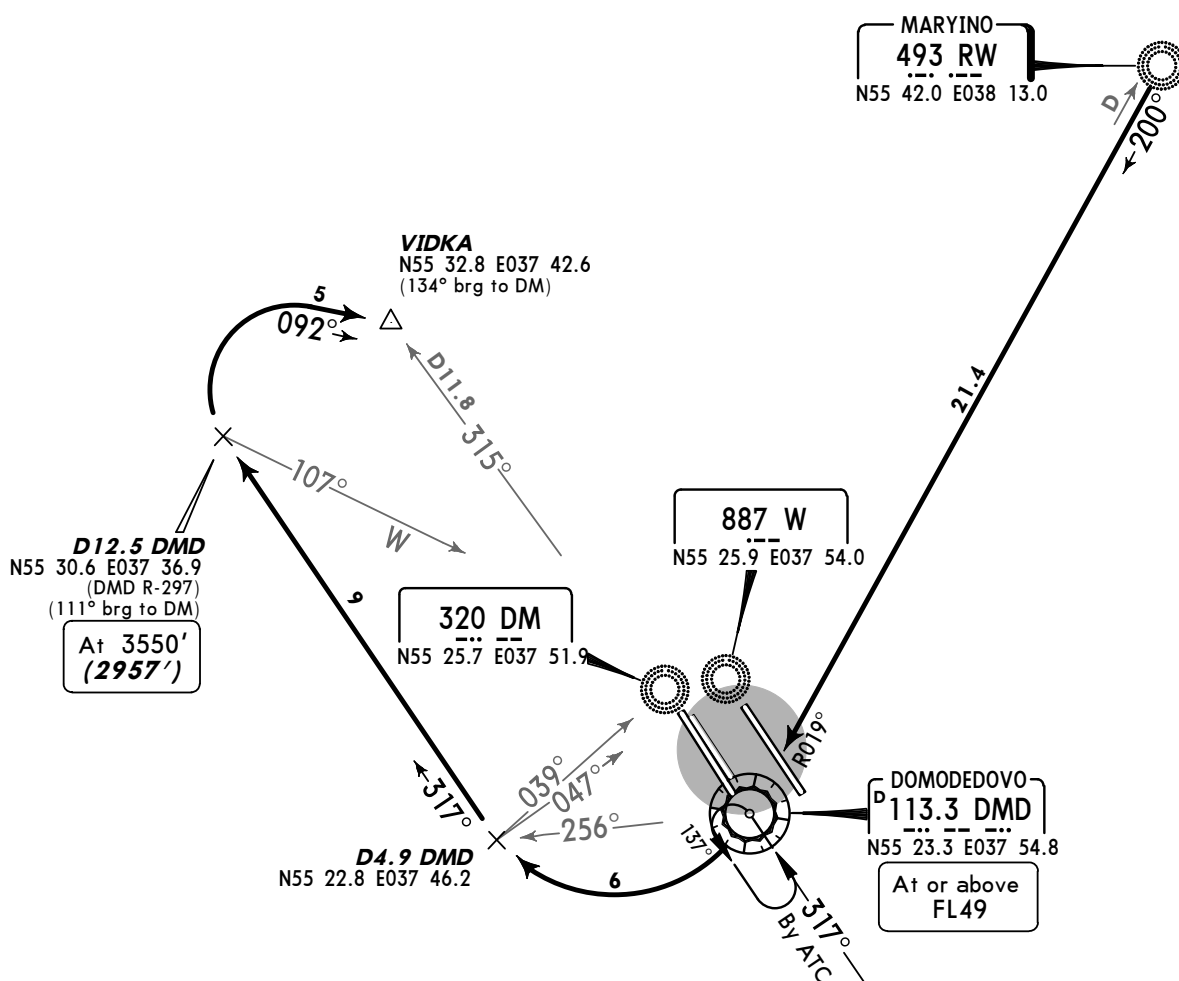 MARYINO
493 RW
N55 42.0 E038 13.0
D
200°
21.4
VIDKA
N55 32.8 E037 42.6
(134° brg to DM)
5
092°
D11.8
315°
107°
W
D12.5 DMD
N55 30.6 E037 36.9
(DMD R-297)
(111° brg to DM)
At 3550'
(2957')
9
887 W
N55 25.9 E037 54.0
320 DM
N55 25.7 E037 51.9
R019°
039°
047°
256°
317°
D4.9 DMD
N55 22.8 E037 46.2
6
137°
317°
By ATC
DOMODEDOVO
D 113.3 DMD
N55 23.3 E037 54.8
At or above
FL49